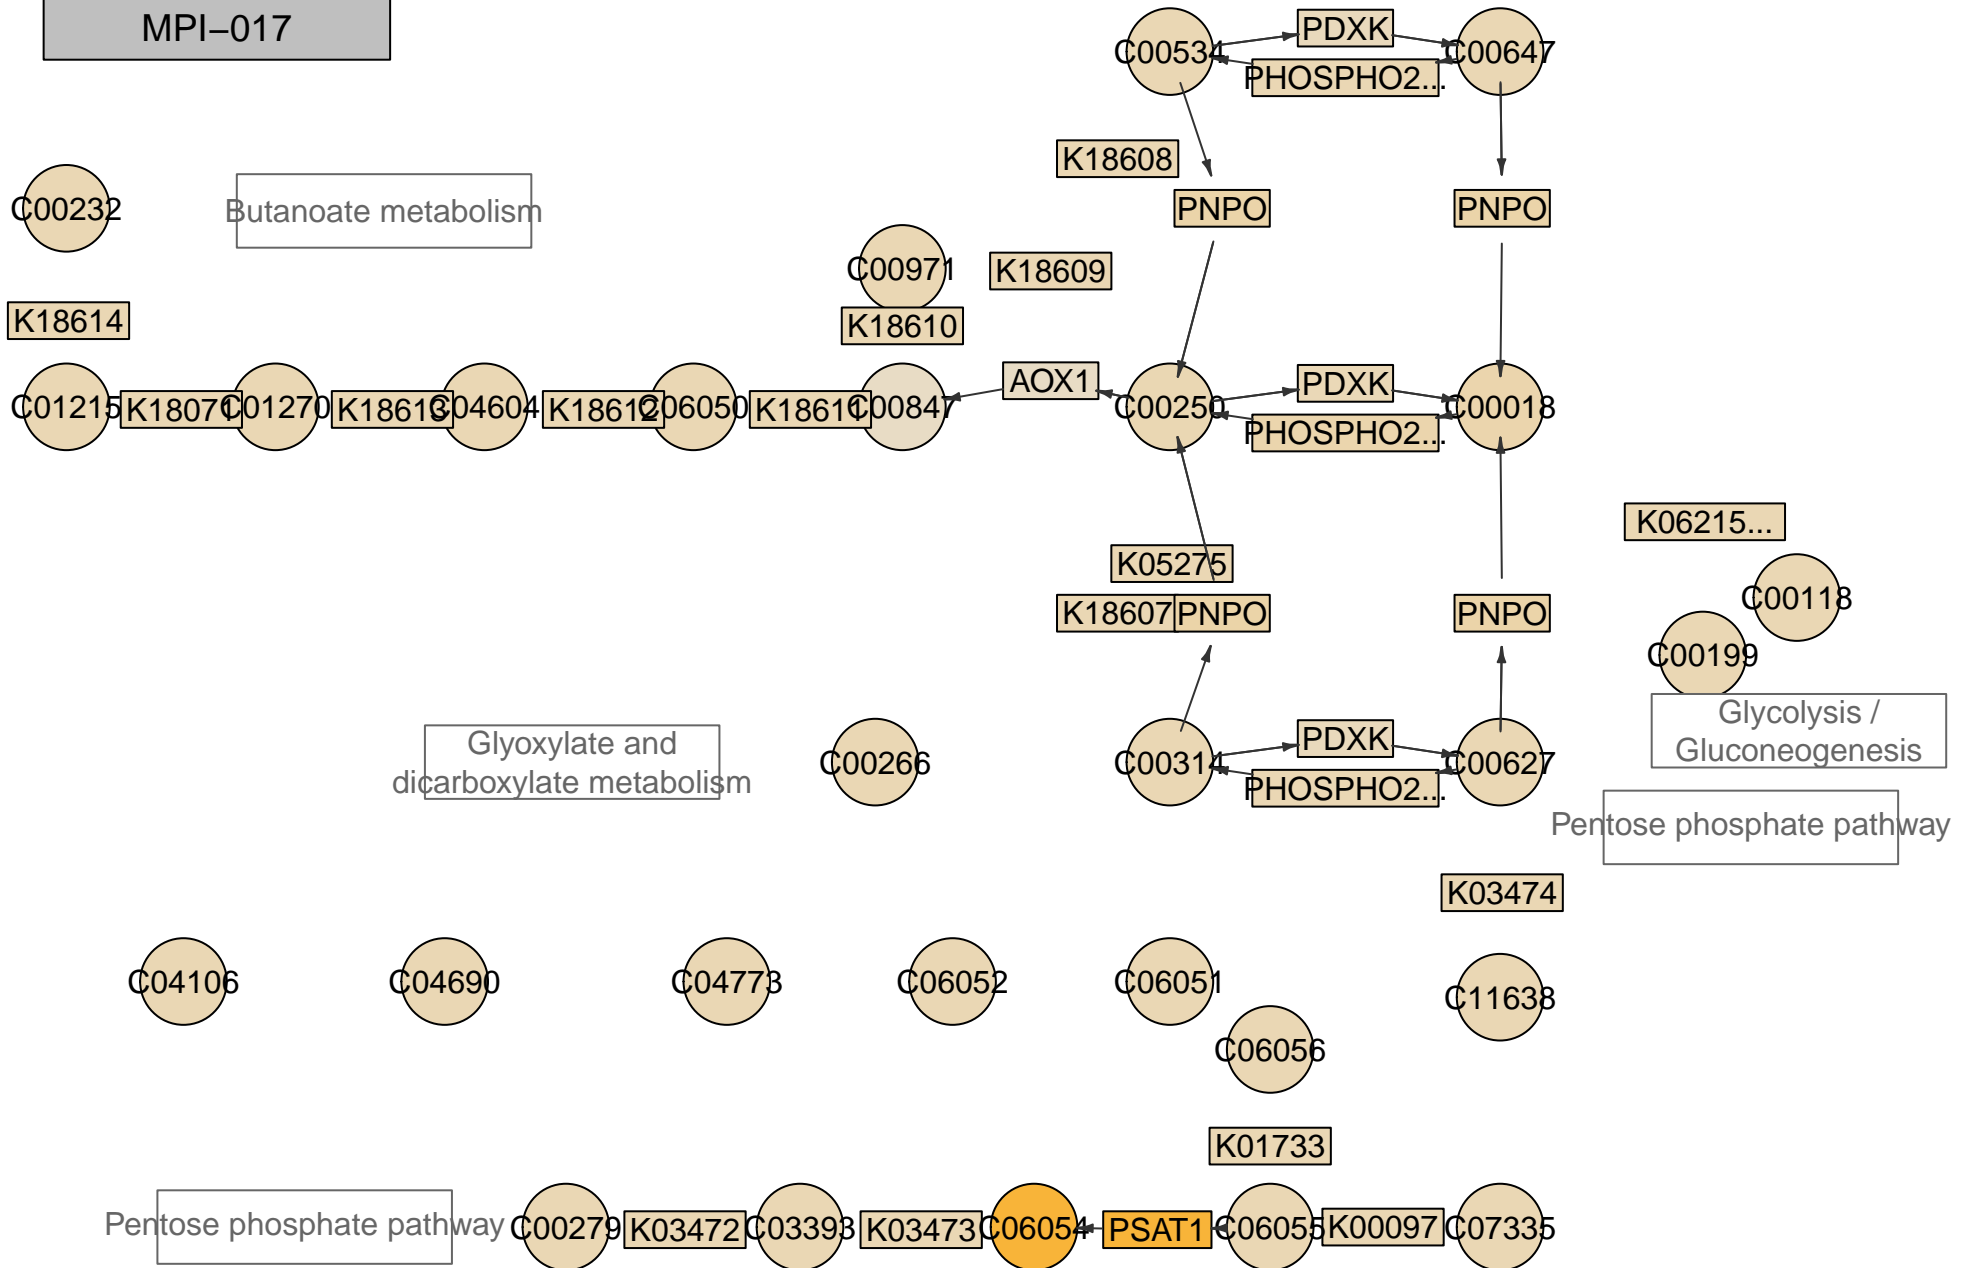 MPI−017
C00534
PDXK
C00647
PHOSPHO2...
K18608
C00232
Butanoate metabolism
PNPO
PNPO
C00971
K18609
K18614
K18610
C01215
K18071
C01270
K18613
C04604
K18612
C06050
K18611
C00847
AOX1
C00250
PDXK
PHOSPHO2...
C00018
K06215...
K05275
C00118
K18607
PNPO
PNPO
C00199
Glycolysis /
Gluconeogenesis
Glyoxylate and
dicarboxylate metabolism
C00266
C00314
PDXK
PHOSPHO2...
C00627
Pentose phosphate pathway
K03474
C04106
C04690
C04773
C06052
C06051
C11638
C06056
K01733
Pentose phosphate pathway
C00279
K03472
C03393
K03473
C06054
PSAT1
C06055
K00097
C07335